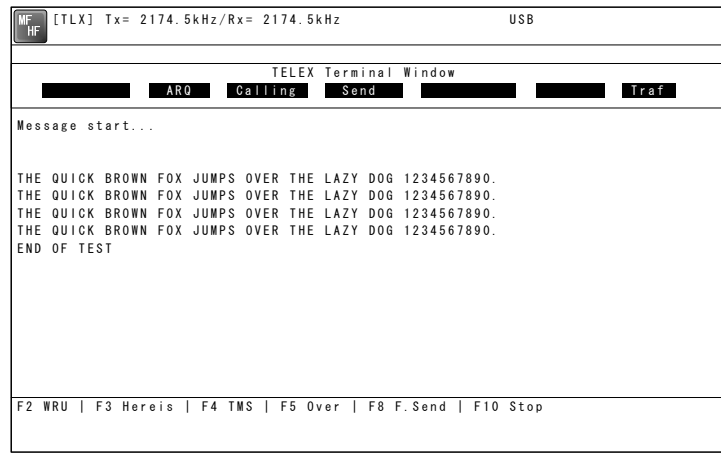 MF
HF
[TLX] Tx= 2174.5kHz/Rx= 2174.5kHz USB
TELEX Terminal Window
ARQ Calling Send Traf
Message start...
THE QUICK BROWN FOX JUMPS OVER THE LAZY DOG 1234567890.
THE QUICK BROWN FOX JUMPS OVER THE LAZY DOG 1234567890.
THE QUICK BROWN FOX JUMPS OVER THE LAZY DOG 1234567890.
THE QUICK BROWN FOX JUMPS OVER THE LAZY DOG 1234567890.
END OF TEST
F2 WRU | F3 Hereis | F4 TMS | F5 Over | F8 F.Send | F10 Stop